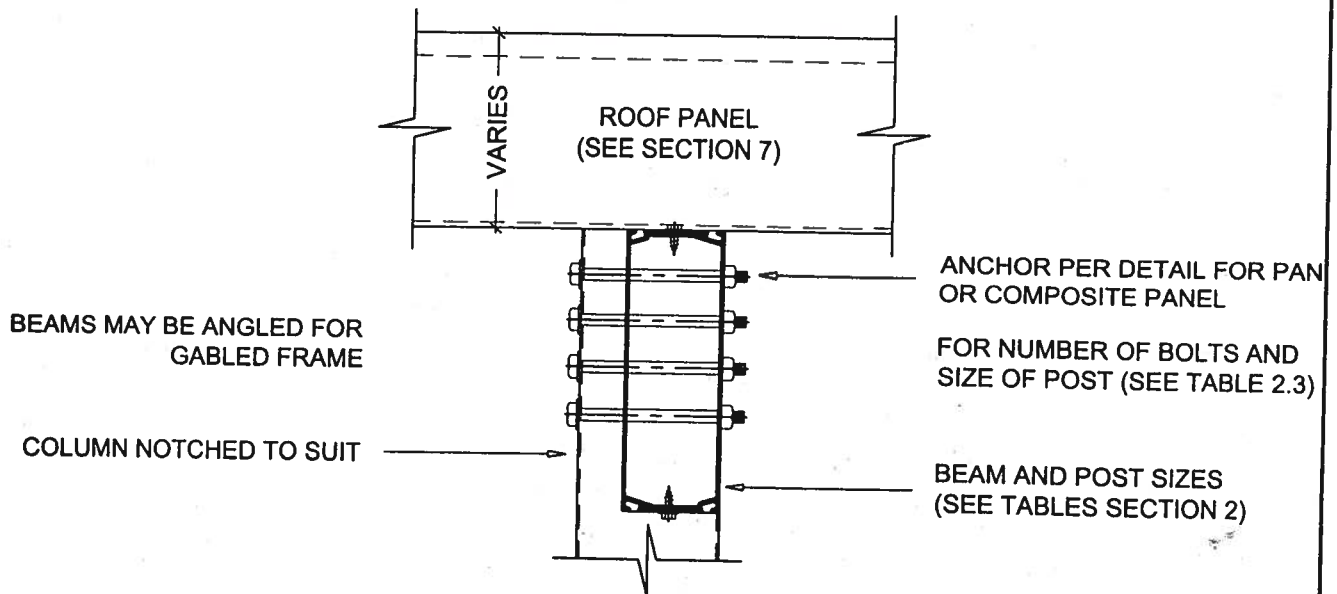 VARIES
ROOF PANEL
(SEE SECTION 7)
ANCHOR PER DETAIL FOR PAN
OR COMPOSITE PANEL
BEAMS MAY BE ANGLED FOR
GABLED FRAME
FOR NUMBER OF BOLTS AND
SIZE OF POST (SEE TABLE 2.3)
COLUMN NOTCHED TO SUIT
BEAM AND POST SIZES
(SEE TABLES SECTION 2)